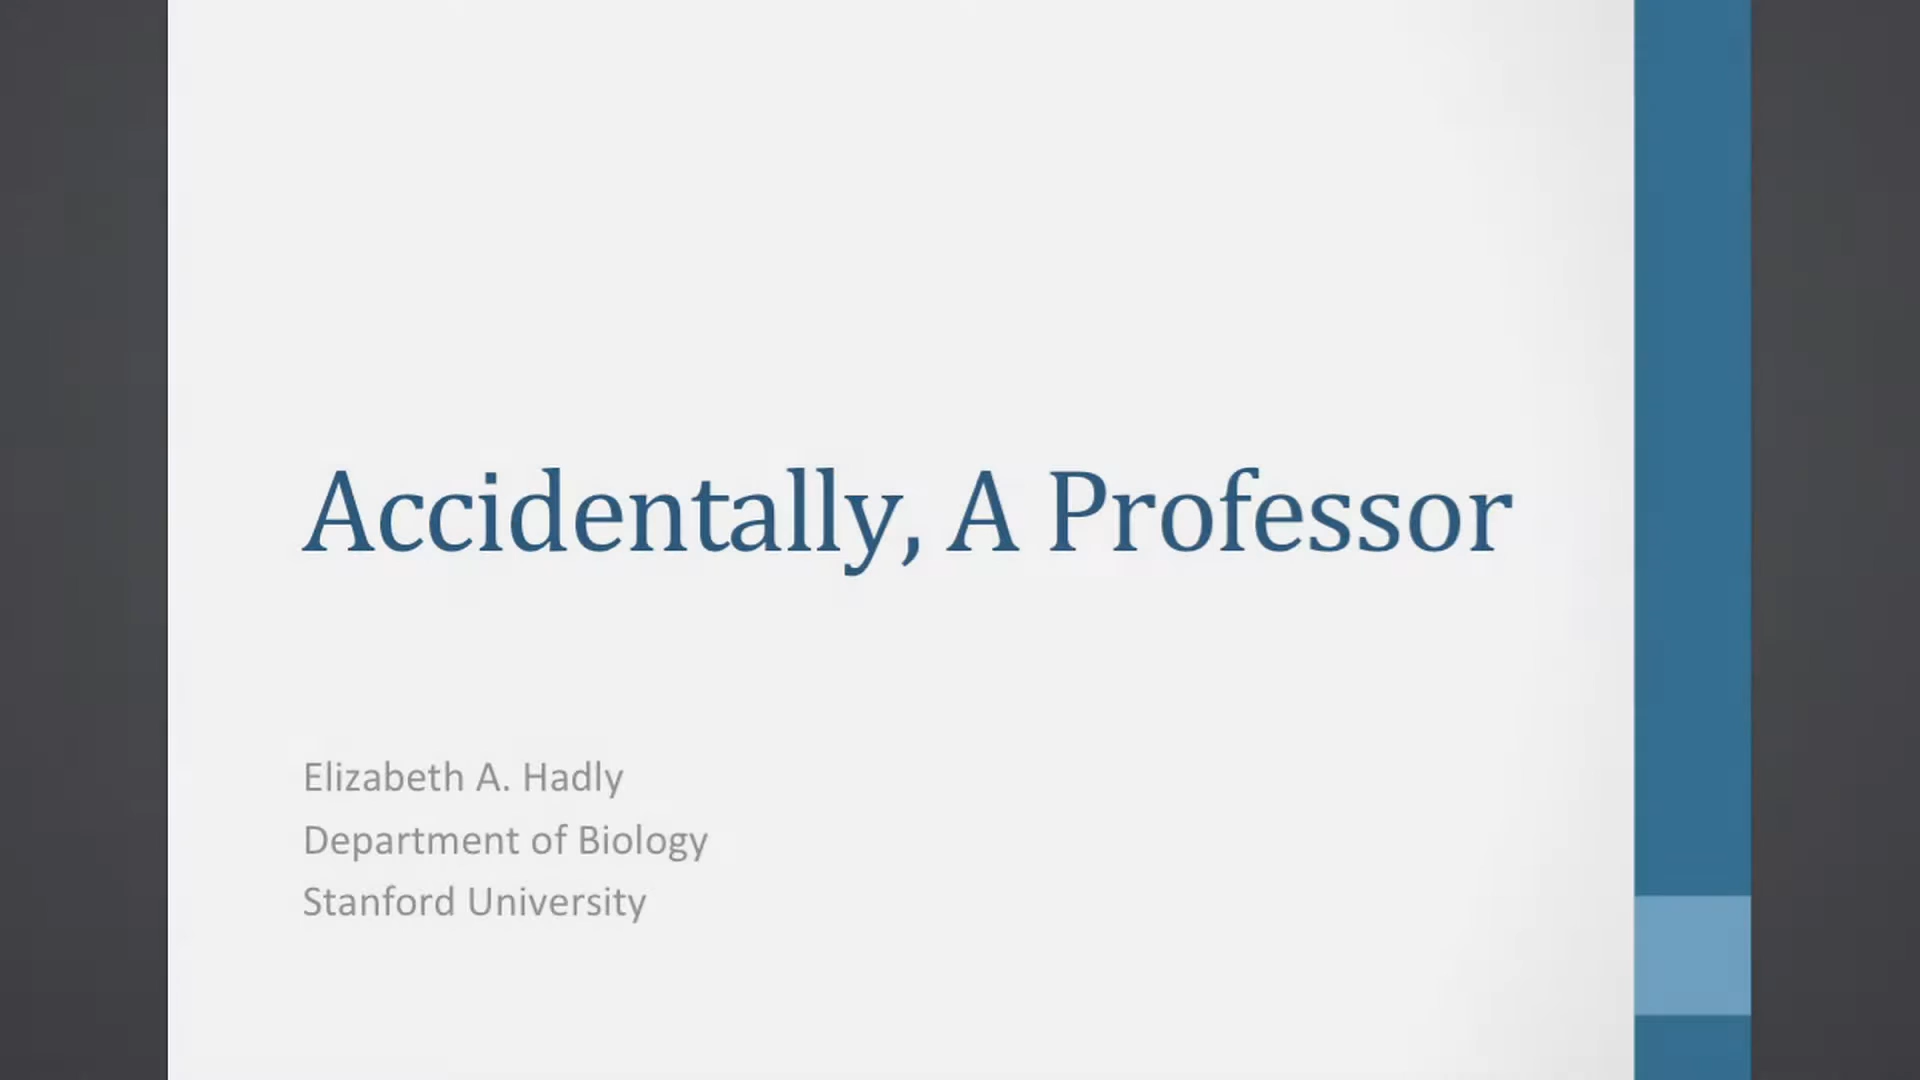 Accidentally, A Professor
Elizabeth A. Hadly
Department of Biology
Stanford University